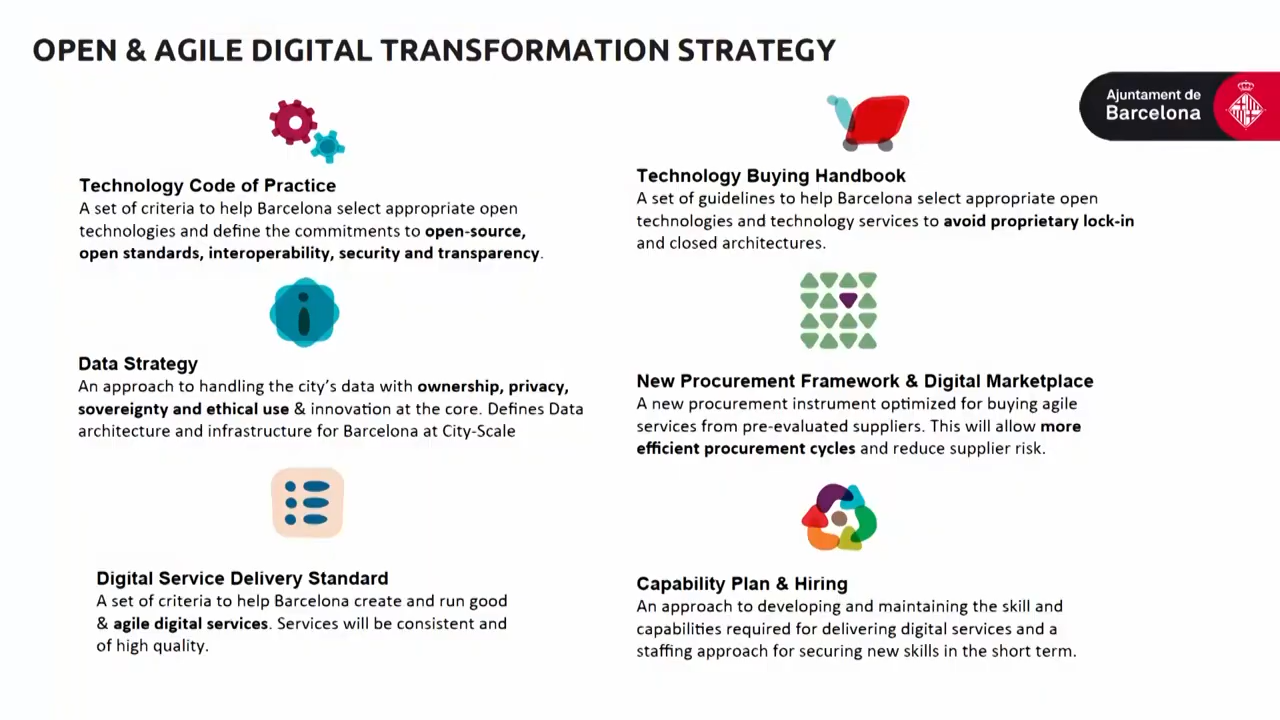 OPEN & AGILE DIGITAL TRANSFORMATION STRATEGY
Ajuntament de
Barcelona
Technology Code of Practice
A set of criteria to help Barcelona select appropriate open
technologies and define the commitments to open-source,
open standards, interoperability, security and transparency.
Data Strategy
An approach to handling the city's data with ownership, privacy,
sovereignty and ethical use & innovation at the core. Defines Data
architecture and infrastructure for Barcelona at City-Scale
Digital Service Delivery Standard
A set of criteria to help Barcelona create and run good
& agile digital services. Services will be consistent and
of high quality.
Technology Buying Handbook
A set of guidelines to help Barcelona select appropriate open
technologies and technology services to avoid proprietary lock-in
and closed architectures.
New Procurement Framework & Digital Marketplace
A new procurement instrument optimized for buying agile
services from pre-evaluated suppliers. This will allow more
efficient procurement cycles and reduce supplier risk.
Capability Plan & Hiring
An approach to developing and maintaining the skill and
capabilities required for delivering digital services and a
staffing approach for securing new skills in the short term.